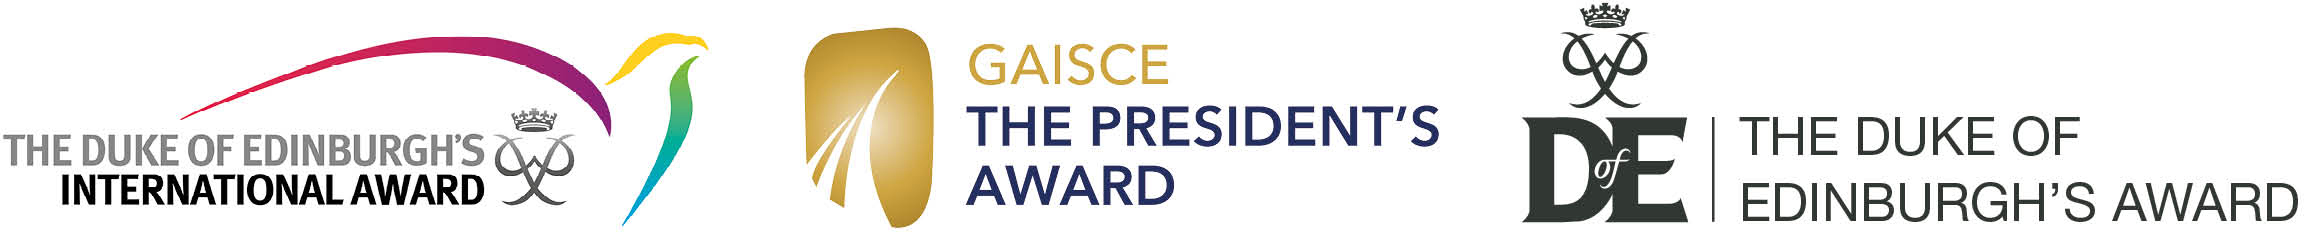 THE DUKE OF EDINBURGH'S
INTERNATIONAL AWARD
GAISCE
THE PRESIDENT'S
AWARD
DofE
THE DUKE OF
EDINBURGH'S AWARD